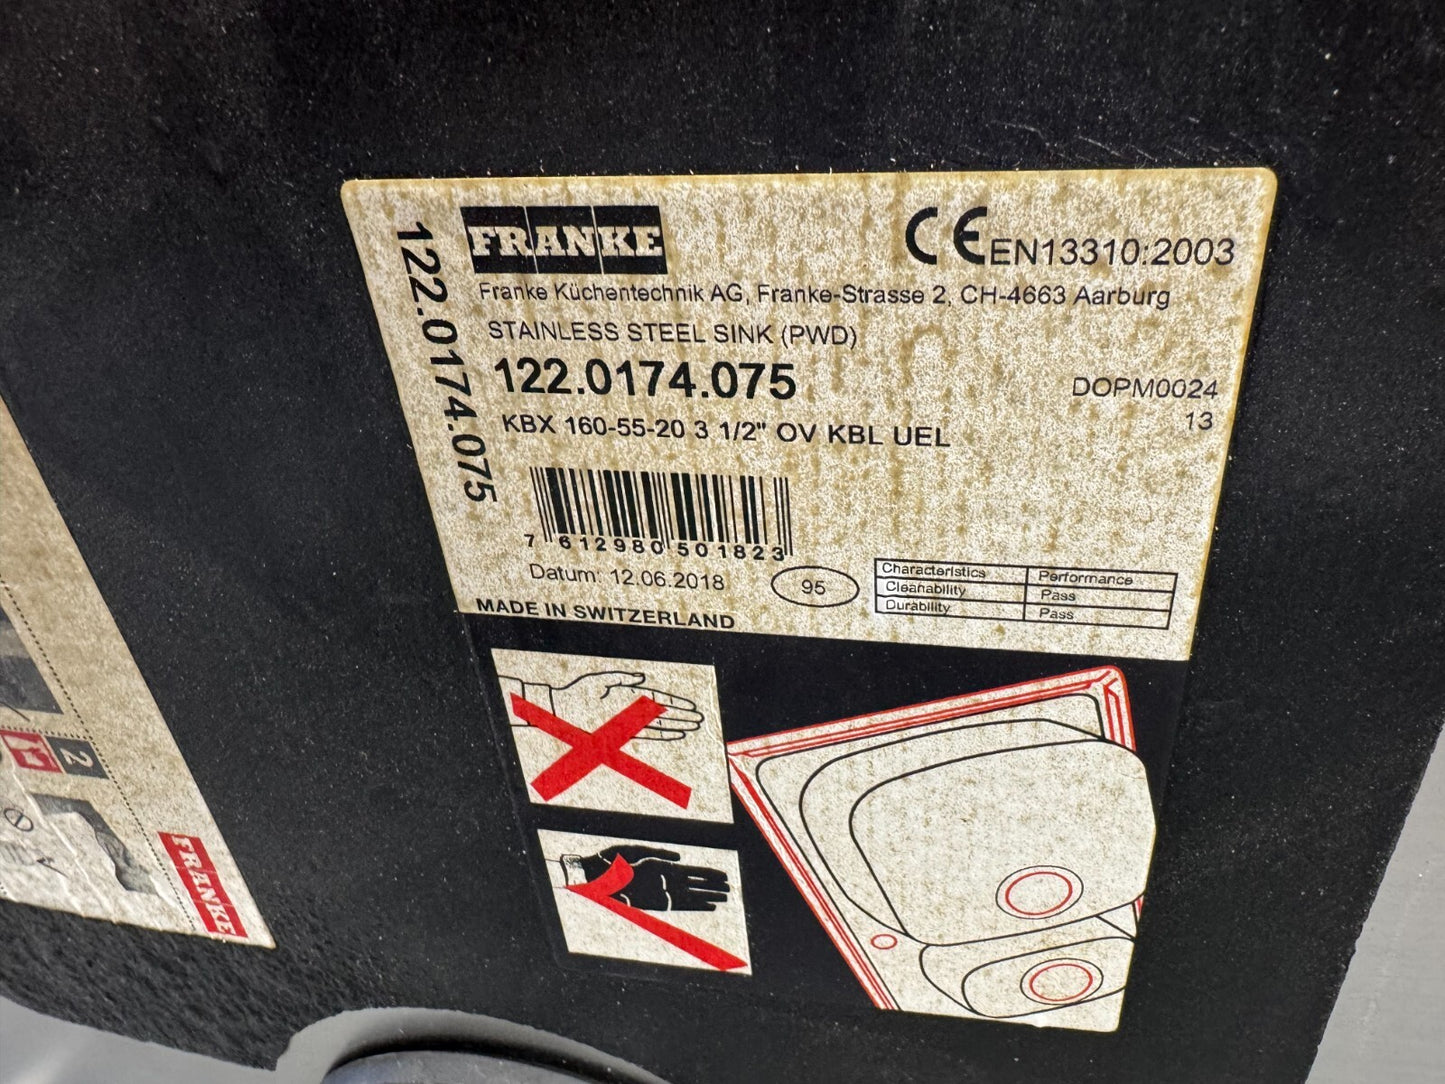 FRANKE
CE EN13310:2003
Franke Küchentechnik AG, Franke-Strasse 2, CH-4663 Aarburg
STAINLESS STEEL SINK (PWD)
122.0174.075
DOPM0024
13
KBX 160-55-20 3 1/2" OV KBL UEL
122.0174.075
7 612980 501823
Datum: 12.06.2018
95
MADE IN SWITZERLAND
Characteristics Performance
Cleanability Pass
Durability Pass
2
FRANKE